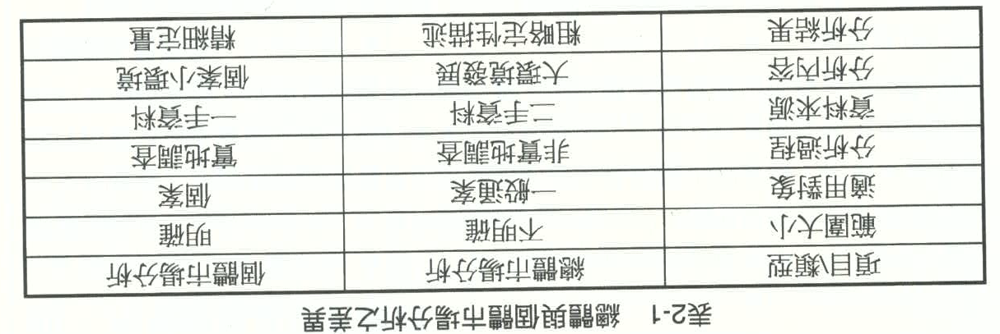 表2-1 總體與個體市場分析之差異
項目\類型 總體市場分析 個體市場分析
範圍大小 不明確 明確
適用對象 一般通案 個案
分析過程 非實地調查 實地調查
資料來源 二手資料 一手資料
分析內容 大環境發展 個案小環境
分析結果 粗略定性描述 精細定量